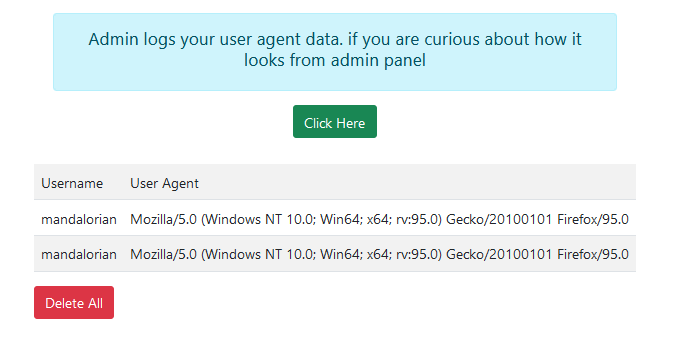 Admin logs your user agent data. if you are curious about how it
looks from admin panel
Click Here
Username User Agent
mandalorian Mozilla/5.0 (Windows NT 10.0; Win64; x64; rv:95.0) Gecko/20100101 Firefox/95.0
mandalorian Mozilla/5.0 (Windows NT 10.0; Win64; x64; rv:95.0) Gecko/20100101 Firefox/95.0
Delete All